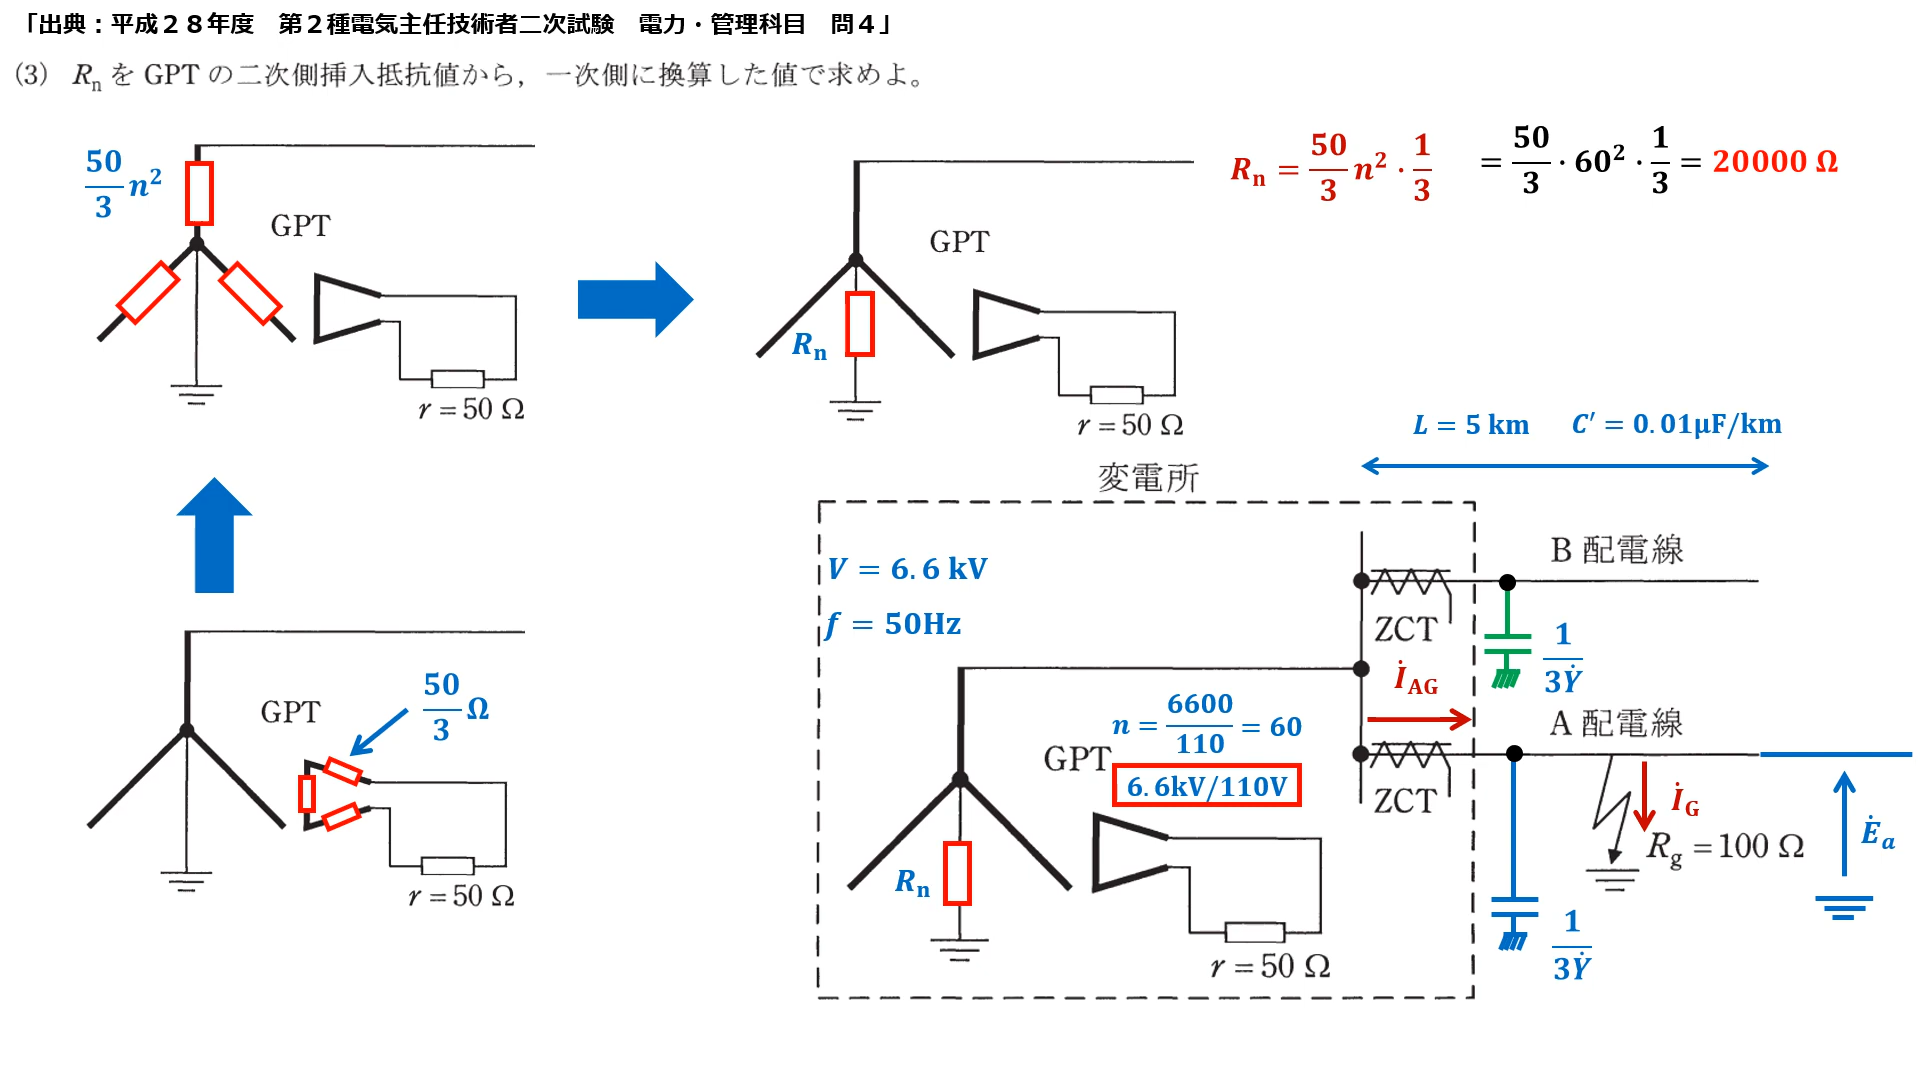 「出典：平成２８年度　第２種電気主任技術者二次試験　電力・管理科目　問４」
(3) RnをGPTの二次側挿入抵抗値から，一次側に換算した値で求めよ。
50/3 n²
GPT
r = 50 Ω
GPT
Rn
r = 50 Ω
Rn = 50/3 n² · 1/3 = 50/3 · 60² · 1/3 = 20000 Ω
L = 5 km C′ = 0.01μF/km
変電所
V = 6.6 kV
f = 50Hz
B 配電線
ZCT
1/3Ẏ
İAG
n = 6600/110 = 60
GPT
6.6kV/110V
A 配電線
ZCT
İG
Rg = 100 Ω
Ėa
Rn
1/3Ẏ
r = 50 Ω
GPT
50/3 Ω
r = 50 Ω